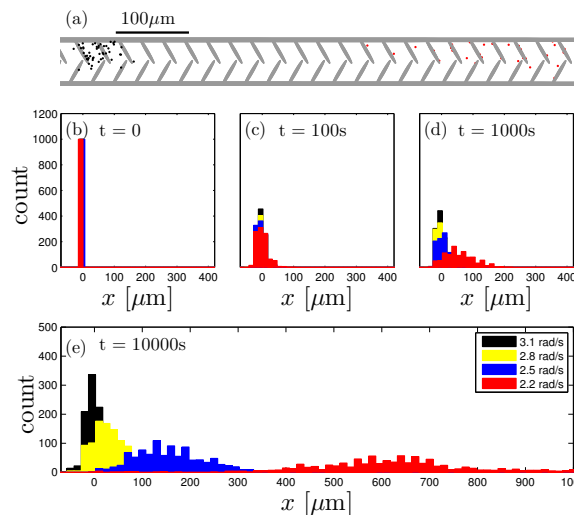 (a) 100μm
(b) t = 0
(c) t = 100s
(d) t = 1000s
1200
1000
800
600
400
200
0
count
0 100 200 300 400
x [μm]
0 100 200 300 400
x [μm]
0 100 200 300 400
x [μm]
(e) t = 10000s
500
400
300
200
100
0
count
3.1 rad/s
2.8 rad/s
2.5 rad/s
2.2 rad/s
0 100 200 300 400 500 600 700 800 900
x [μm]